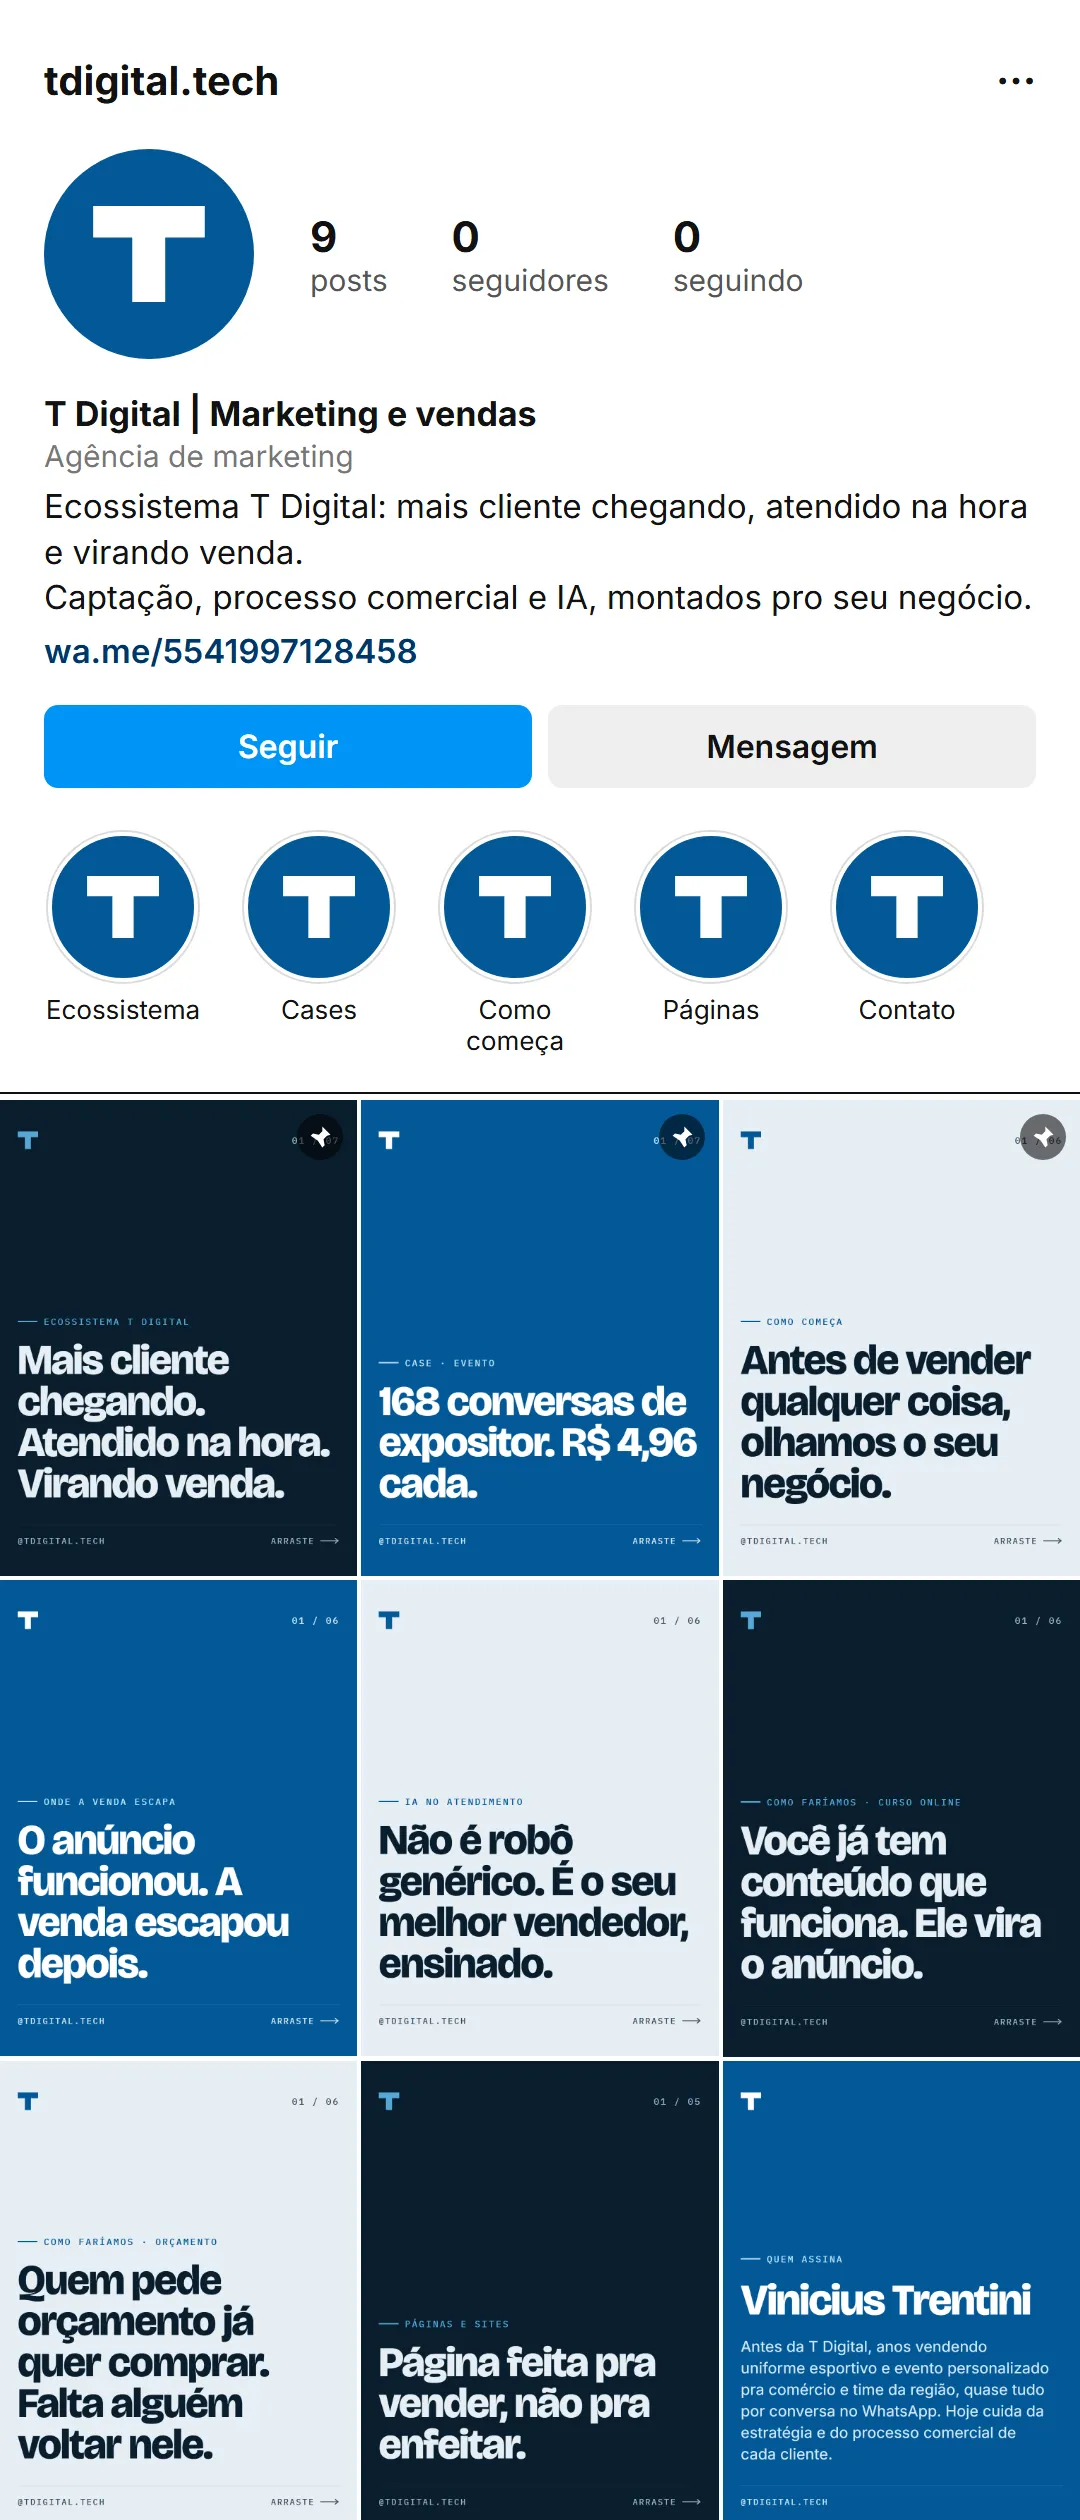 tdigital.tech
9
posts
0
seguidores
0
seguindo
T Digital | Marketing e vendas
Agência de marketing
Ecossistema T Digital: mais cliente chegando, atendido na hora
e virando venda.
Captação, processo comercial e IA, montados pro seu negócio.
wa.me/5541997128458
Seguir
Mensagem
Ecossistema
Cases
Como
começa
Páginas
Contato
T
ECOSSISTEMA T DIGITAL
Mais cliente
chegando.
Atendido na hora.
Virando venda.
@TDIGITAL.TECH
ARRASTE
T
CASE · EVENTO
168 conversas de
expositor. R$ 4,96
cada.
@TDIGITAL.TECH
ARRASTE
T
COMO COMEÇA
Antes de vender
qualquer coisa,
olhamos o seu
negócio.
@TDIGITAL.TECH
ARRASTE
T
01 / 06
ONDE A VENDA ESCAPA
O anúncio
funcionou. A
venda escapou
depois.
@TDIGITAL.TECH
ARRASTE
T
01 / 06
IA NO ATENDIMENTO
Não é robô
genérico. É o seu
melhor vendedor,
ensinado.
@TDIGITAL.TECH
ARRASTE
T
01 / 06
COMO FARÍAMOS · CURSO ONLINE
Você já tem
conteúdo que
funciona. Ele vira
o anúncio.
@TDIGITAL.TECH
ARRASTE
T
01 / 06
COMO FARÍAMOS · ORÇAMENTO
Quem pede
orçamento já
quer comprar.
Falta alguém
voltar nele.
@TDIGITAL.TECH
ARRASTE
T
01 / 05
PÁGINAS E SITES
Página feita pra
vender, não pra
enfeitar.
@TDIGITAL.TECH
ARRASTE
T
QUEM ASSINA
Vinicius Trentini
Antes da T Digital, anos vendendo
uniforme esportivo e evento personalizado
pra comércio e time da região, quase tudo
por conversa no WhatsApp. Hoje cuida da
estratégia e do processo comercial de
cada cliente.
@TDIGITAL.TECH